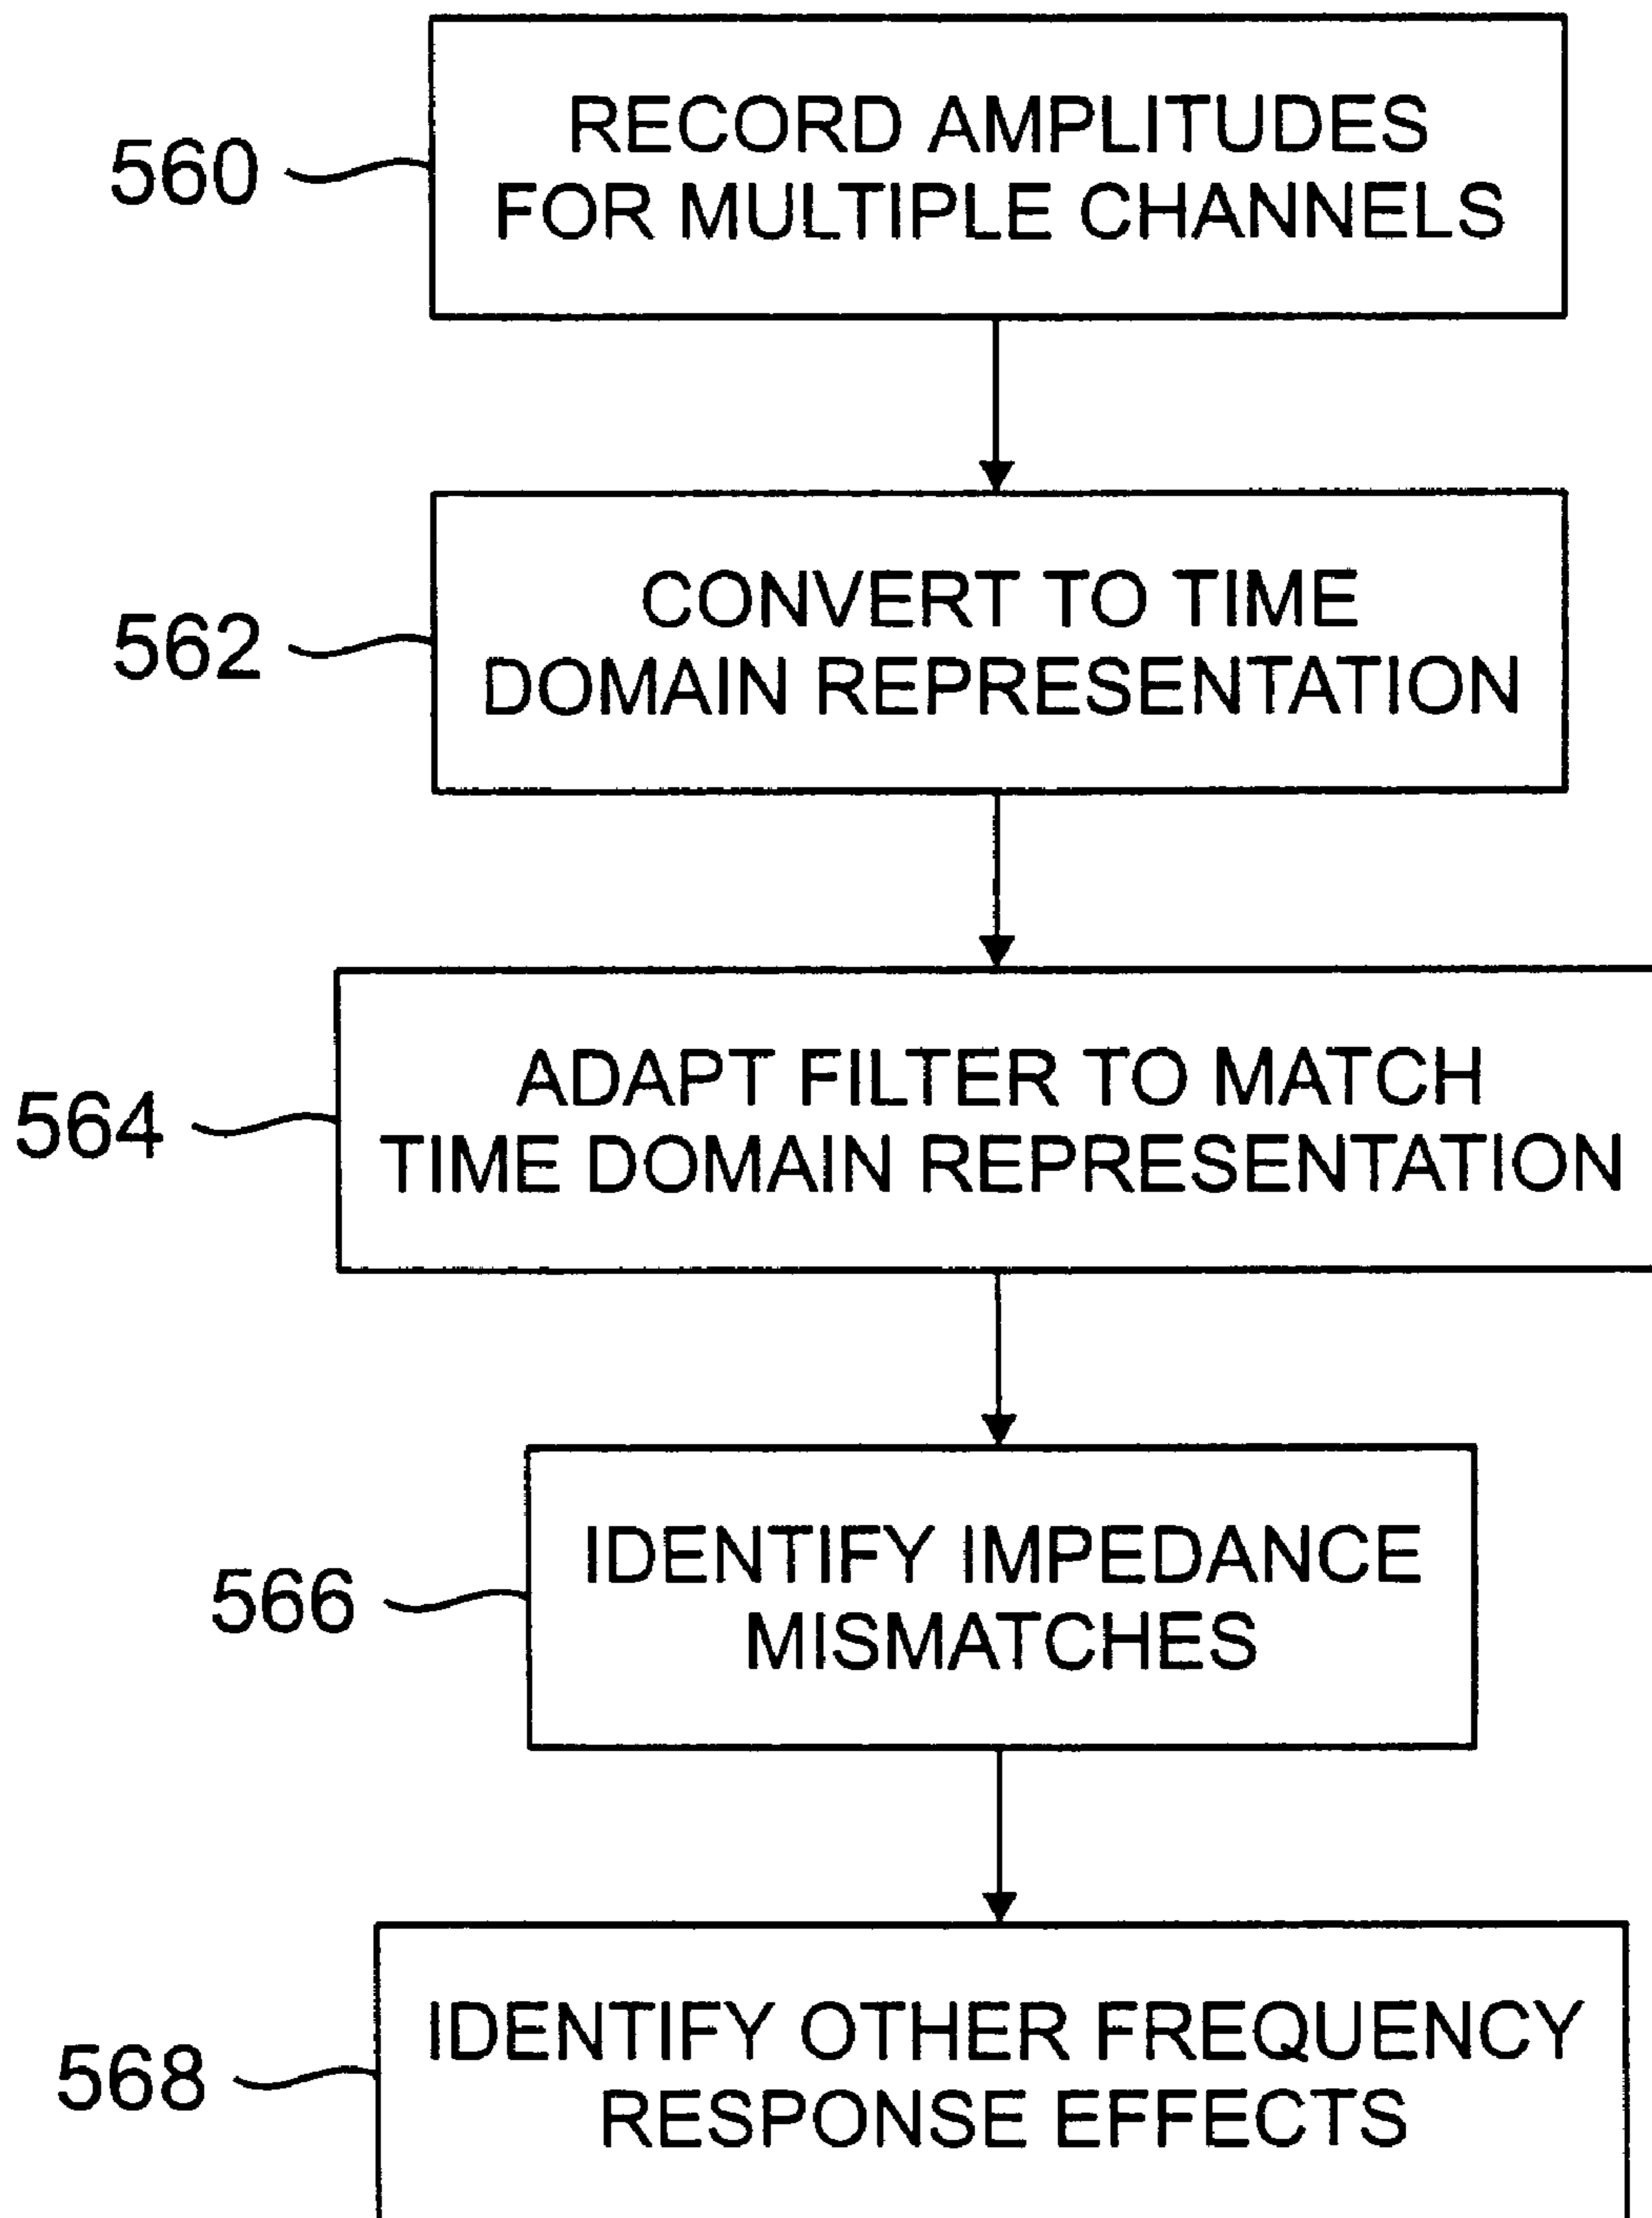 560
RECORD AMPLITUDES
FOR MULTIPLE CHANNELS
562
CONVERT TO TIME
DOMAIN REPRESENTATION
564
ADAPT FILTER TO MATCH
TIME DOMAIN REPRESENTATION
566
IDENTIFY IMPEDANCE
MISMATCHES
568
IDENTIFY OTHER FREQUENCY
RESPONSE EFFECTS